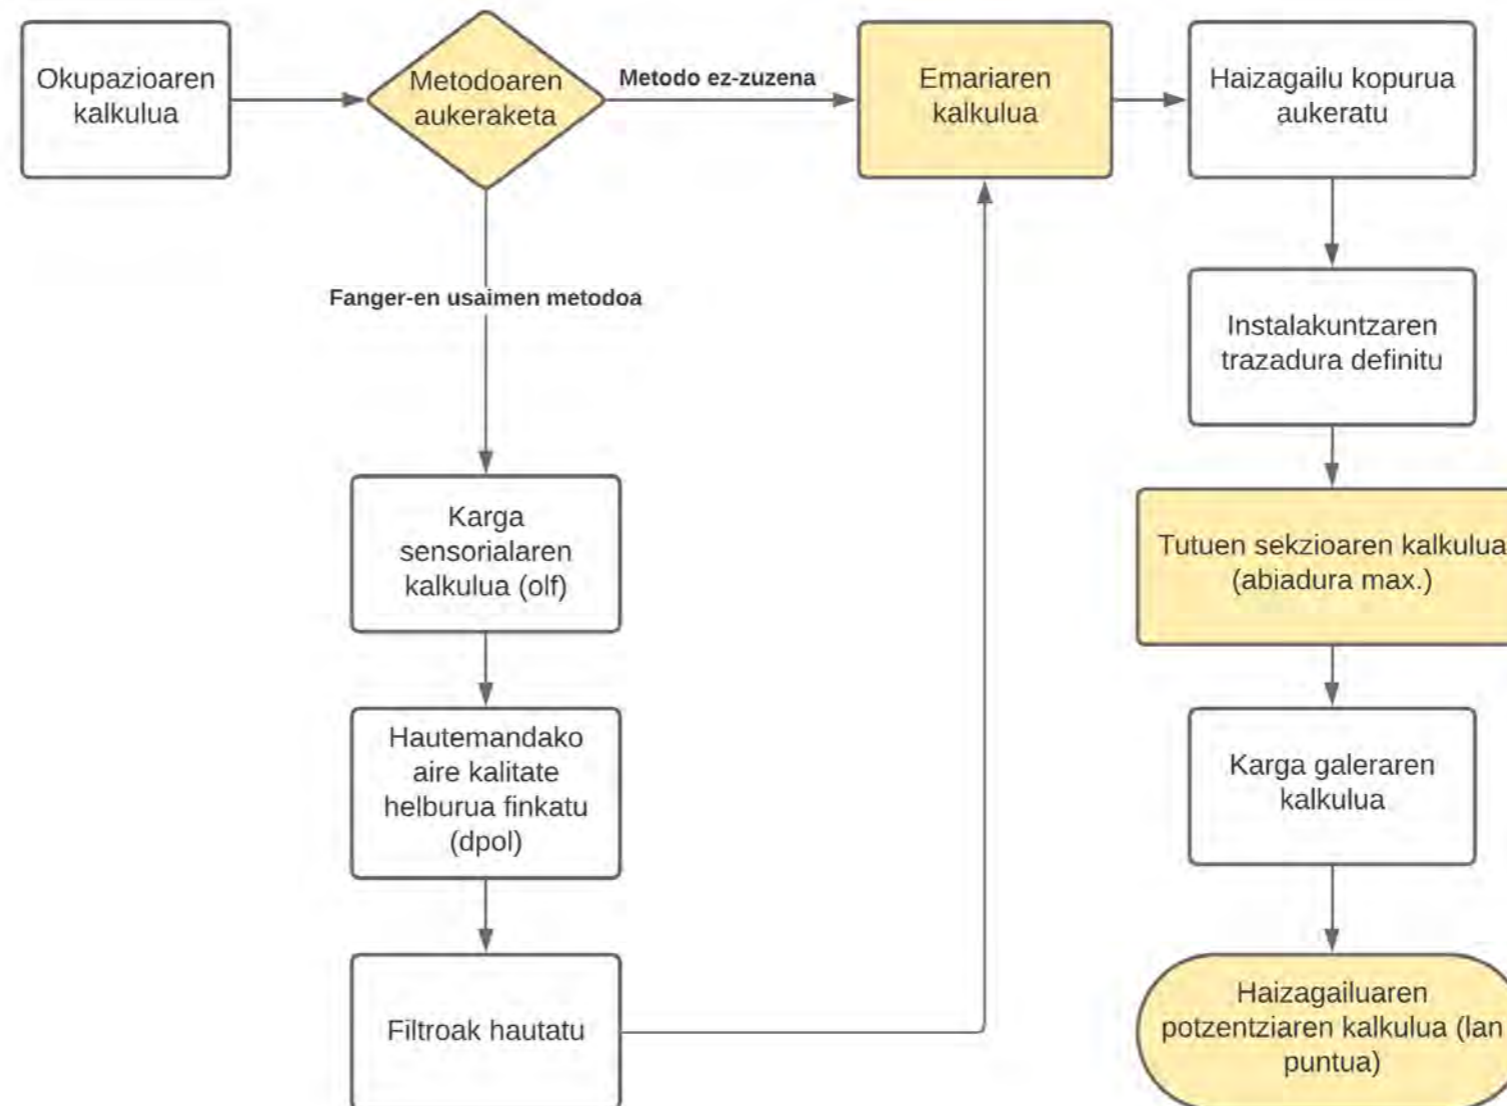 Okupazioaren
kalkulua
Metodoaren
aukeraketa
Metodo ez-zuzena
Emariaren
kalkulua
Haizagailu kopurua
aukeratu
Fanger-en usaimen metodoa
Instalakuntzaren
trazadura definitu
Karga
sensorialaren
kalkulua (olf)
Tutuen sekzioaren kalkulua
(abiadura max.)
Hautemandako
aire kalitate
helburua finkatu
(dpol)
Karga galeraren
kalkulua
Filtroak hautatu
Haizagailuaren
potzentziaren kalkulua (lan
puntua)